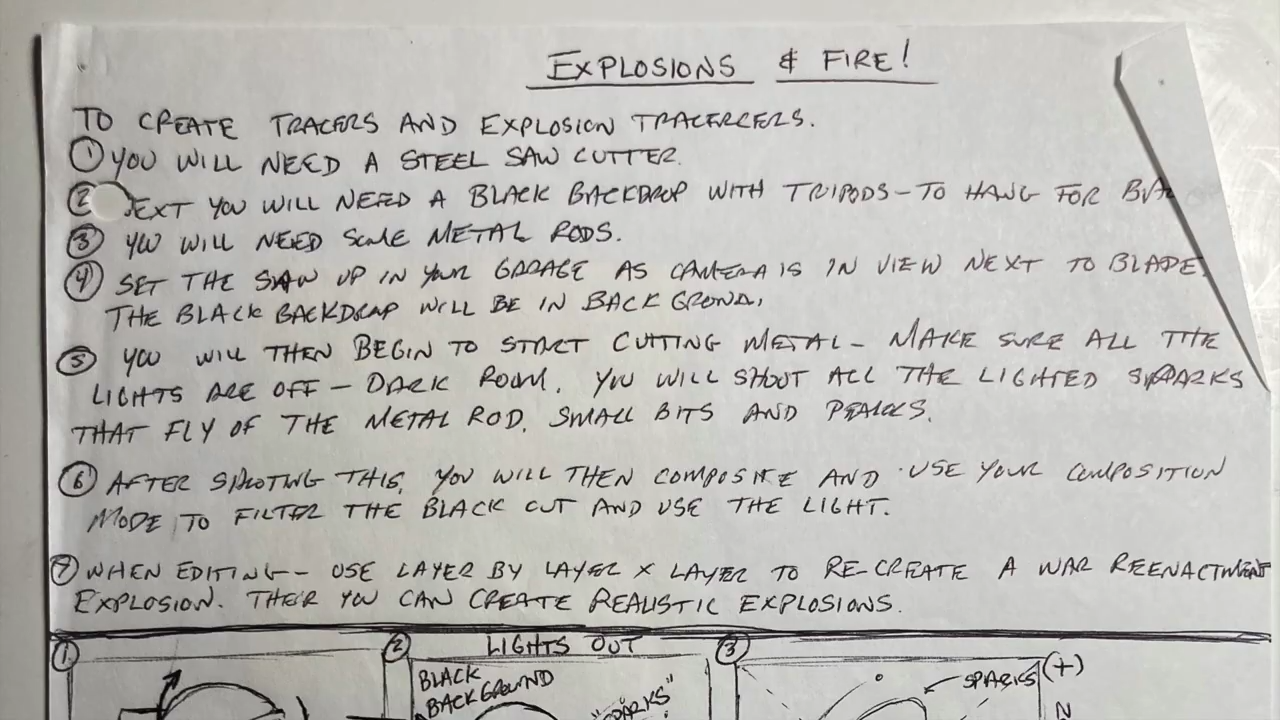 EXPLOSIONS & FIRE!
TO CREATE TRACERS AND EXPLOSION TRACERCERS.
① YOU WILL NEED A STEEL SAW CUTTER.
② EXT YOU WILL NEED A BLACK BACKDROP WITH TRIPODS - TO HANG FOR
③ YOU WILL NEED SOME METAL RODS.
④ SET THE SAW UP IN YOUR GARAGE AS CAMERA IS IN VIEW NEXT TO BLADE,
THE BLACK BACKDROP WILL BE IN BACK GROND.
⑤ YOU WILL THEN BEGIN TO START CUTTING METAL - MAKE SURE ALL THE
LIGHTS ARE OFF - DARK ROOM. YOU WILL SHOOT ALL THE LIGHTED SPARKS
THAT FLY OF THE METAL ROD. SMALL BITS AND
⑥ AFTER SHOOTING THIS, YOU WILL THEN COMPOSITE AND USE YOUR COMPOSITION
MODE TO FILTER THE BLACK OUT AND USE THE LIGHT.
⑦ WHEN EDITING - USE LAYER BY LAYER X LAYER TO RE-CREATE A WAR REENACTMENT
EXPLOSION. THEIR YOU CAN CREATE REALISTIC EXPLOSIONS.
① ② LIGHTS OUT ③
BLACK
BACKGROUND
"SPARKS"
SPARKS
(+)